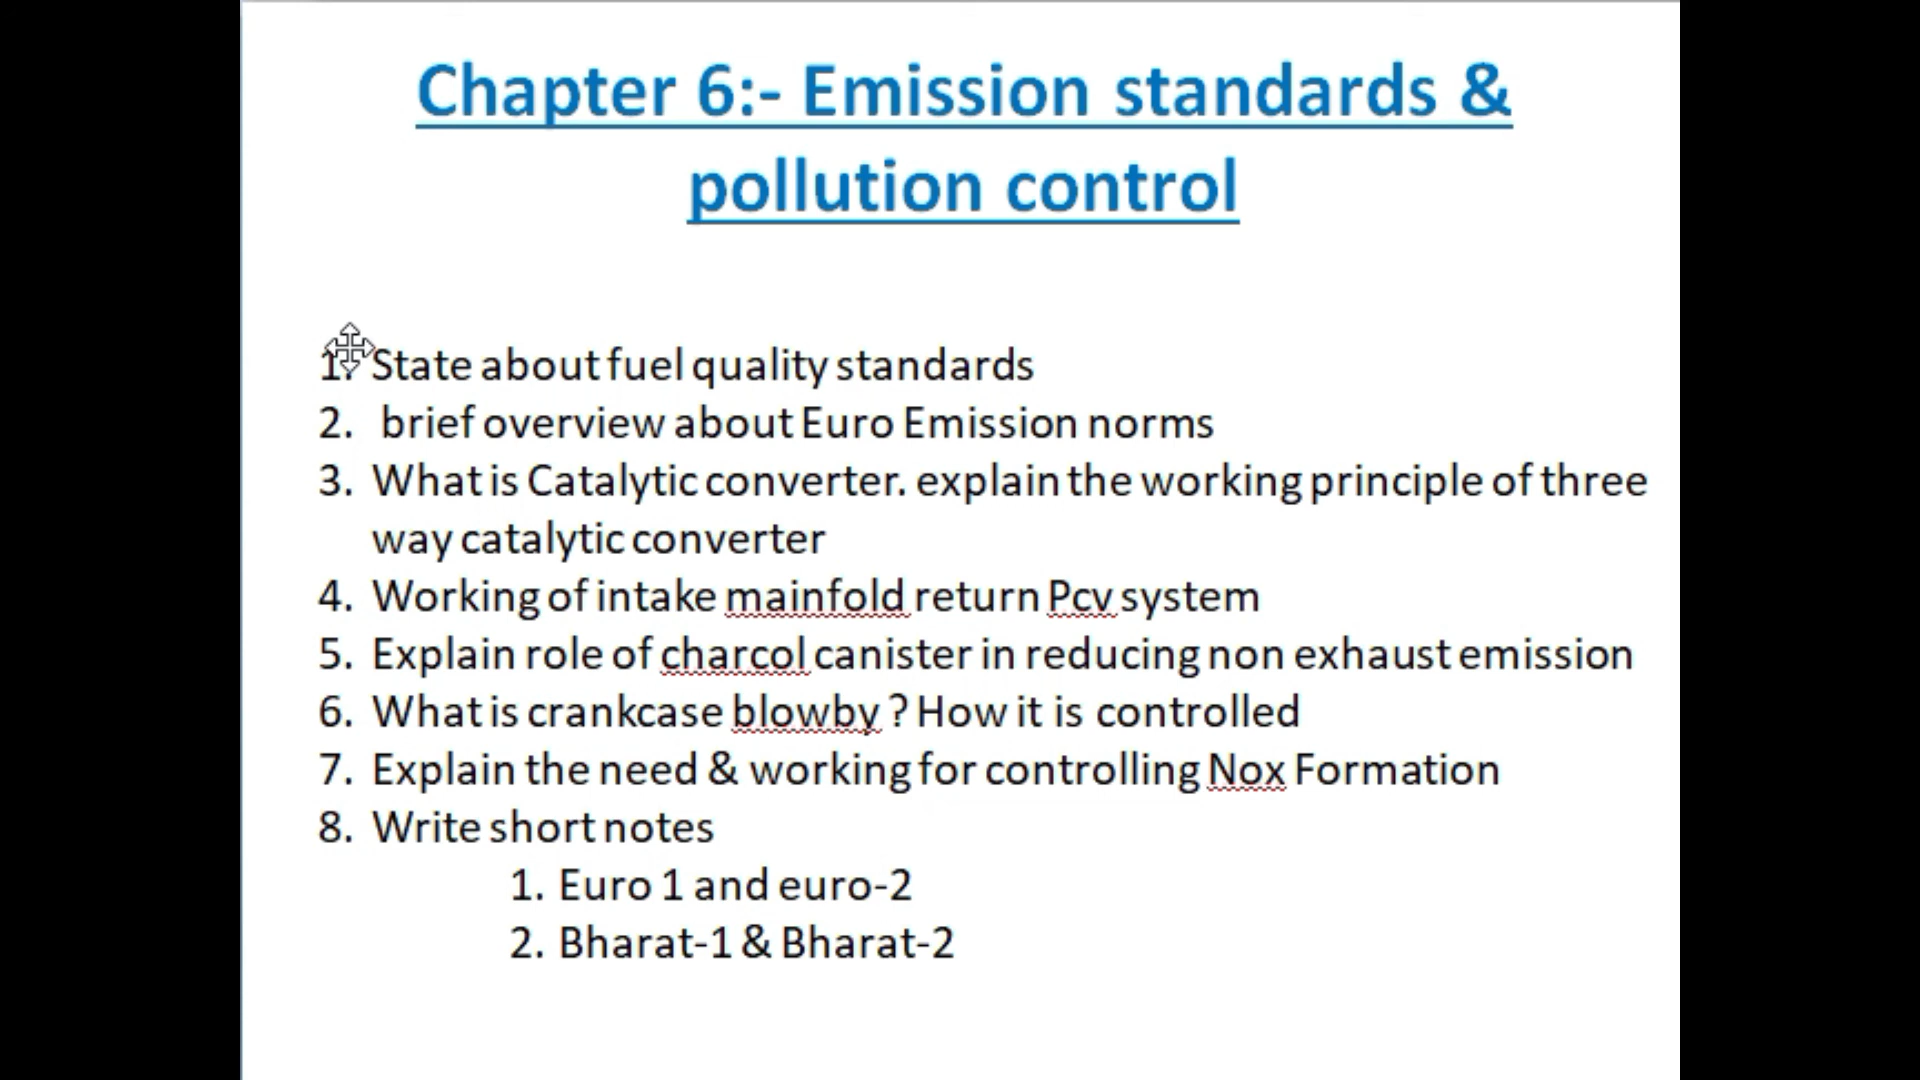 Chapter 6:- Emission standards &
pollution control
1. State about fuel quality standards
2. brief overview about Euro Emission norms
3. What is Catalytic converter. explain the working principle of three
way catalytic converter
4. Working of intake mainfold return Pcv system
5. Explain role of charcol canister in reducing non exhaust emission
6. What is crankcase blowby ? How it is controlled
7. Explain the need & working for controlling Nox Formation
8. Write short notes
1. Euro 1 and euro-2
2. Bharat-1 & Bharat-2